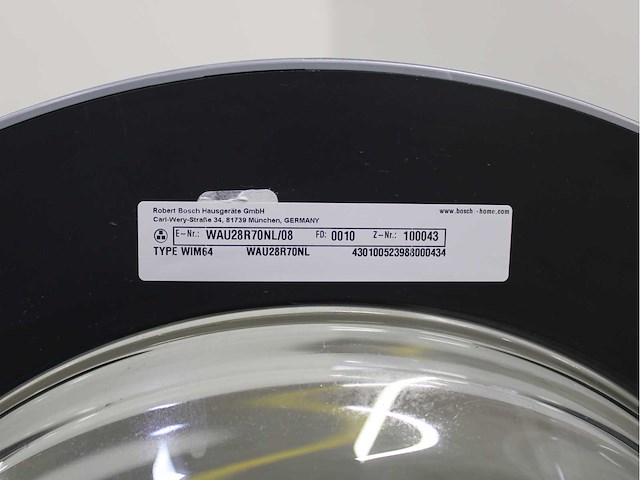 Robert Bosch Hausgeräte GmbH www.bosch-home.com
Carl-Wery-Straße 34, 81739 München, GERMANY
E-Nr.: WAU28R70NL/08 FD: 0010 Z-Nr.: 100043
TYPE WIM64 WAU28R70NL 430100523988000434